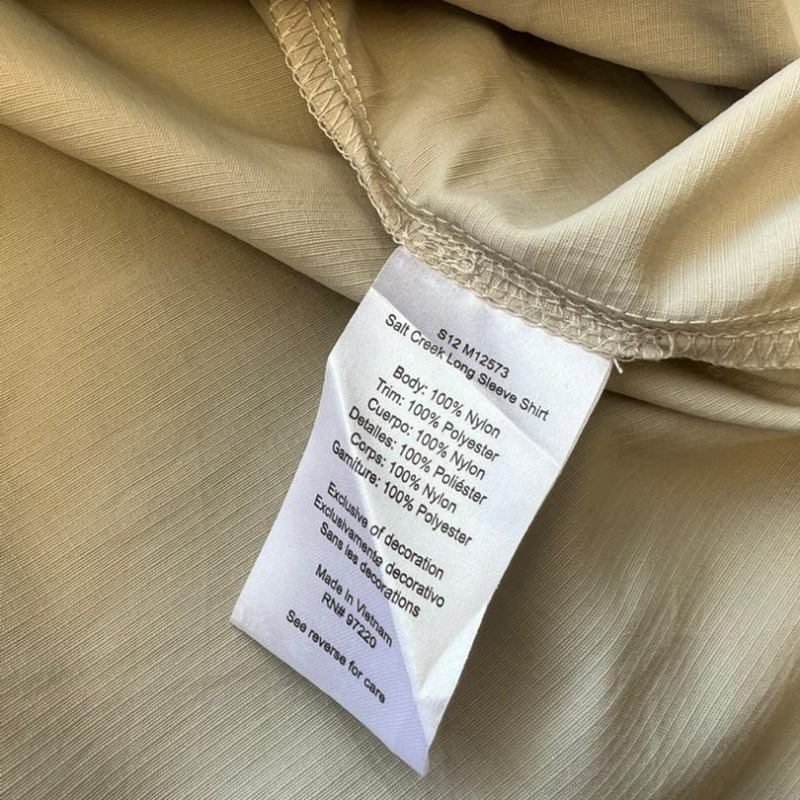 S12 M12573
Salt Creek Long Sleeve Shirt
Body: 100% Nylon
Trim: 100% Polyester
Cuerpo: 100% Nylon
Detalles: 100% Poliéster
Corps: 100% Nylon
Garniture: 100% Polyester
Exclusive of decoration
Exclusivamente decorativo
Sans les decorations
Made in Vietnam
RN# 97220
See reverse for care